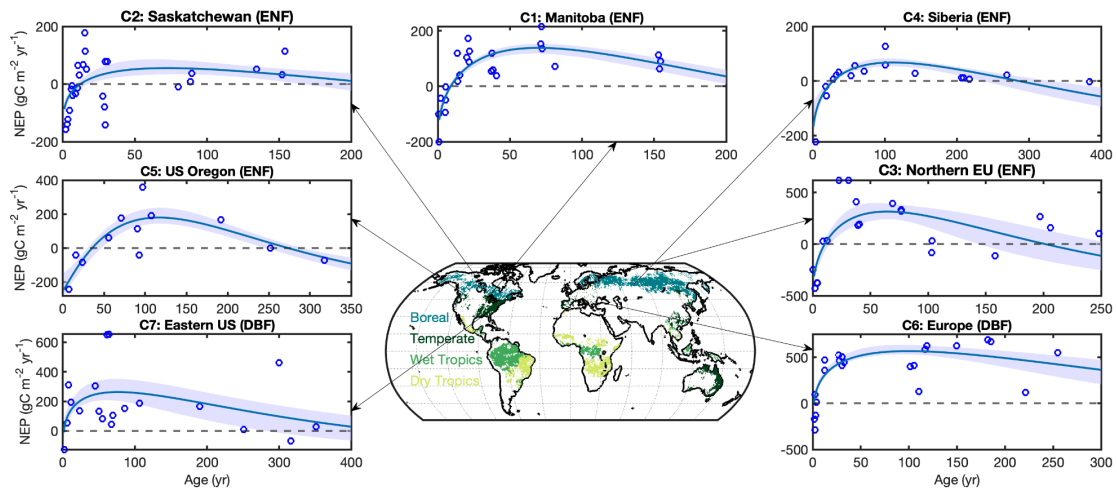 C2: Saskatchewan (ENF)
NEP (gC m-2 yr-1)
200
0
-200
0 50 100 150 200
C1: Manitoba (ENF)
200
0
-200
0 50 100 150 200
C4: Siberia (ENF)
200
0
-200
0 100 200 300 400
C5: US Oregon (ENF)
NEP (gC m-2 yr-1)
400
200
0
-200
0 50 100 150 200 250 300 350
C3: Northern EU (ENF)
500
0
-500
0 50 100 150 200 250
Boreal
Temperate
Wet Tropics
Dry Tropics
C7: Eastern US (DBF)
NEP (gC m-2 yr-1)
600
400
200
0
0 50 100 150 200 250 300 350 400
Age (yr)
C6: Europe (DBF)
500
0
-500
0 50 100 150 200 250 300
Age (yr)